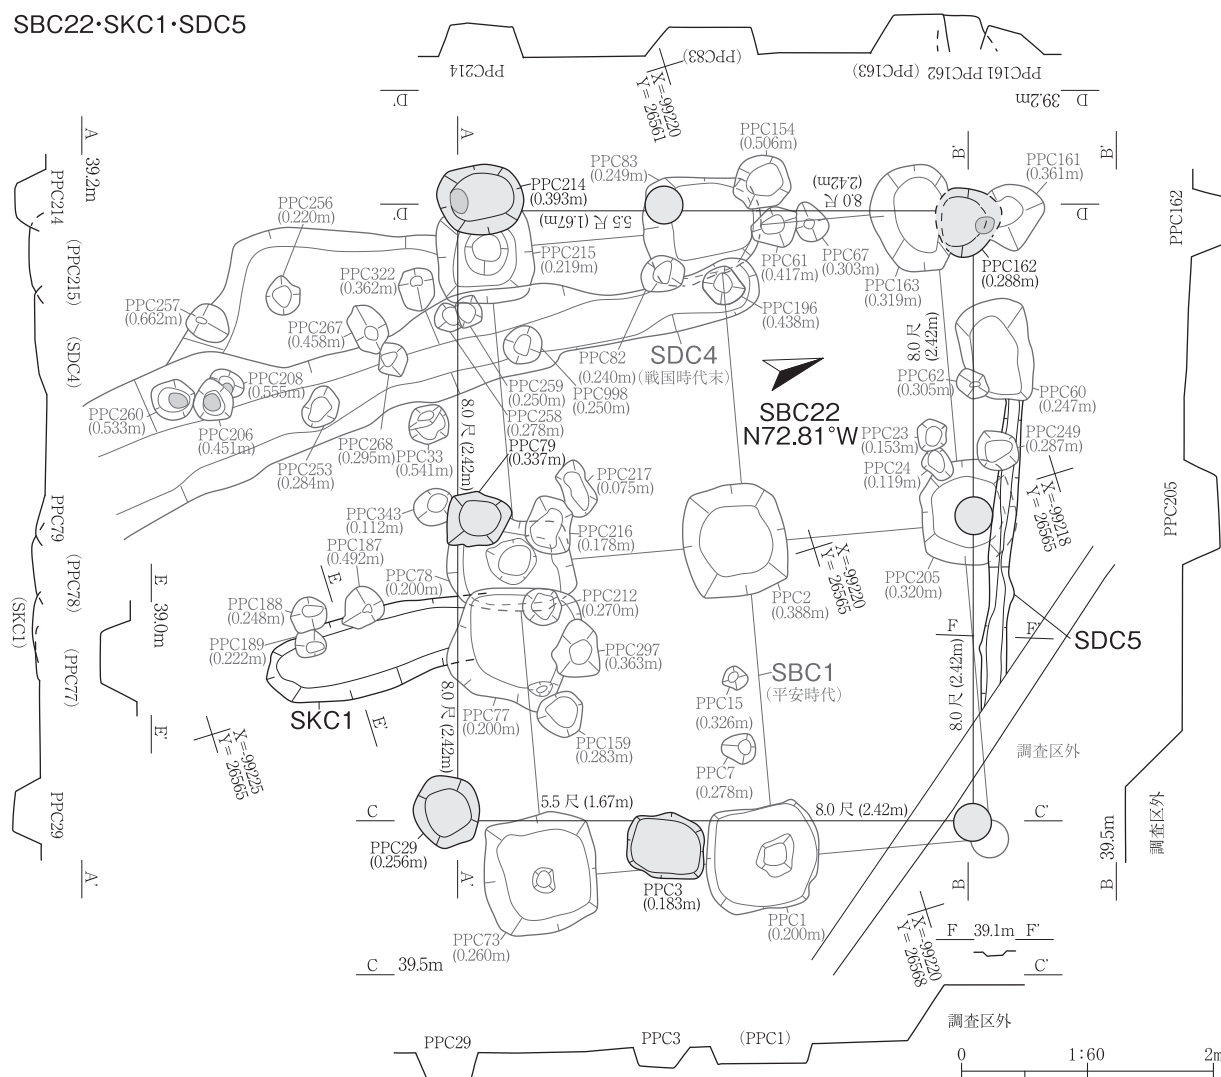 SBC22・SKC1・SDC5
PPC214
(PPC83)
(PPC163)
PPC162
PPC161
X=-99220
Y= 26561
D'
39.2m
D
A
39.2m
A
B'
B'
D'
D
PPC214
(PPC215)
(SDC4)
PPC79
(PPC78)
(SKC1)
(PPC77)
PPC29
PPC154
(0.506m)
PPC83
(0.249m)
PPC161
(0.361m)
PPC214
(0.393m)
8.0 尺
(2.42m)
5.5 尺 (1.67m)
PPC256
(0.220m)
PPC215
(0.219m)
PPC61
(0.417m)
PPC67
(0.303m)
PPC162
(0.288m)
PPC163
(0.319m)
PPC162
PPC322
(0.362m)
PPC257
(0.662m)
PPC267
(0.458m)
PPC196
(0.438m)
PPC82
(0.240m)
SDC4
(戦国時代末)
8.0 尺
(2.42m)
PPC62
(0.305m)
PPC60
(0.247m)
PPC208
(0.555m)
PPC260
(0.533m)
PPC206
(0.451m)
PPC259
(0.250m)
PPC998
(0.250m)
PPC258
(0.278m)
PPC79
(0.337m)
SBC22
N72.81°W
PPC23
(0.153m)
PPC24
(0.119m)
PPC249
(0.287m)
PPC268
(0.295m)
PPC33
(0.541m)
PPC253
(0.284m)
8.0 尺 (2.42m)
PPC217
(0.075m)
X=-99218
Y= 26565
PPC205
PPC343
(0.112m)
PPC216
(0.178m)
PPC187
(0.492m)
PPC78
(0.200m)
X=-99220
Y= 26565
PPC205
(0.320m)
PPC2
(0.388m)
E
39.0m
E
PPC188
(0.248m)
PPC212
(0.270m)
PPC189
(0.222m)
PPC297
(0.363m)
F
F'
SDC5
SBC1
(平安時代)
PPC15
(0.326m)
8.0 尺 (2.42m)
SKC1
E'
E'
8.0 尺 (2.42m)
PPC77
(0.200m)
PPC159
(0.283m)
PPC7
(0.278m)
調査区外
X=-99225
Y= 26565
C
5.5 尺 (1.67m)
8.0 尺 (2.42m)
C'
39.5m
調査区外
PPC29
(0.256m)
PPC3
(0.183m)
A'
A'
B
B
PPC1
(0.200m)
PPC73
(0.260m)
X=-99220
Y= 26568
F
39.1m
F'
C
39.5m
C'
PPC29
PPC3
(PPC1)
調査区外
0
1:60
2m